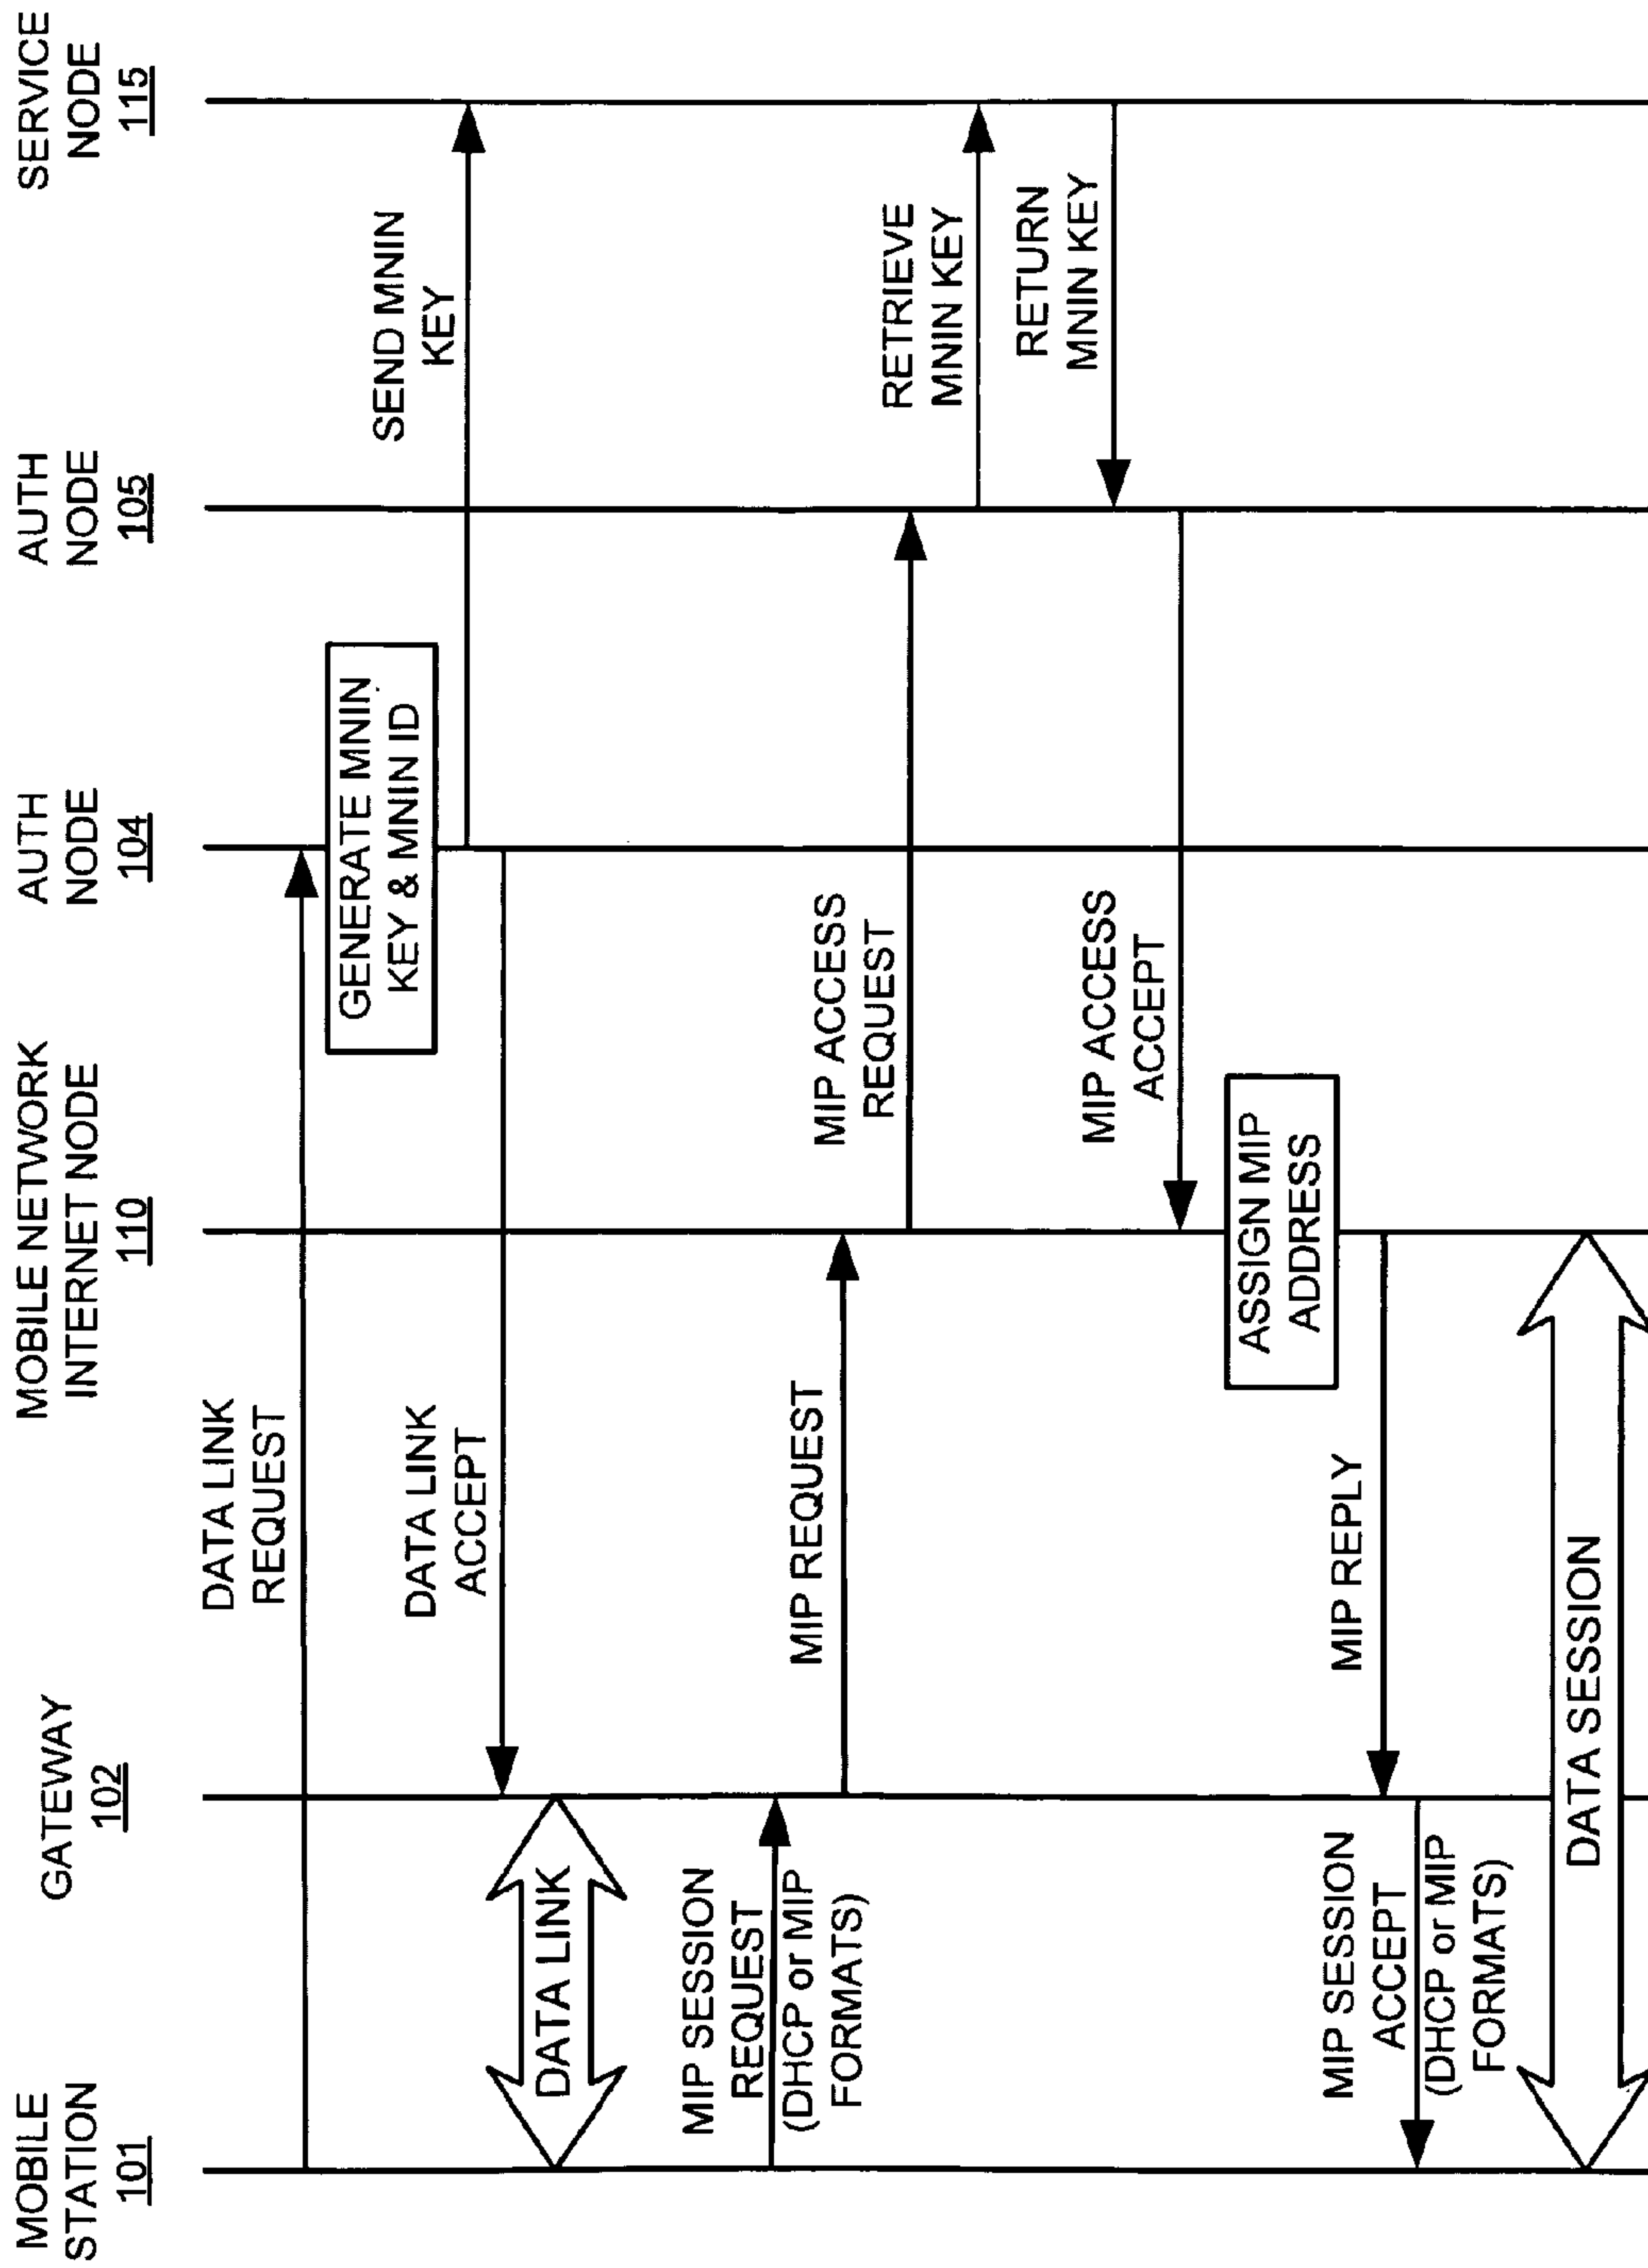 MOBILE
STATION
101
GATEWAY
102
MOBILE NETWORK
INTERNET NODE
110
AUTH
NODE
104
AUTH
NODE
105
SERVICE
NODE
115
DATA LINK
REQUEST
GENERATE MNIN
KEY & MNIN ID
SEND MNIN
KEY
DATA LINK
ACCEPT
DATA LINK
MIP SESSION
REQUEST
(DHCP or MIP
FORMATS)
MIP REQUEST
MIP ACCESS
REQUEST
RETRIEVE
MNIN KEY
RETURN
MNIN KEY
MIP ACCESS
ACCEPT
ASSIGN MIP
ADDRESS
MIP REPLY
MIP SESSION
ACCEPT
(DHCP or MIP
FORMATS)
DATA SESSION